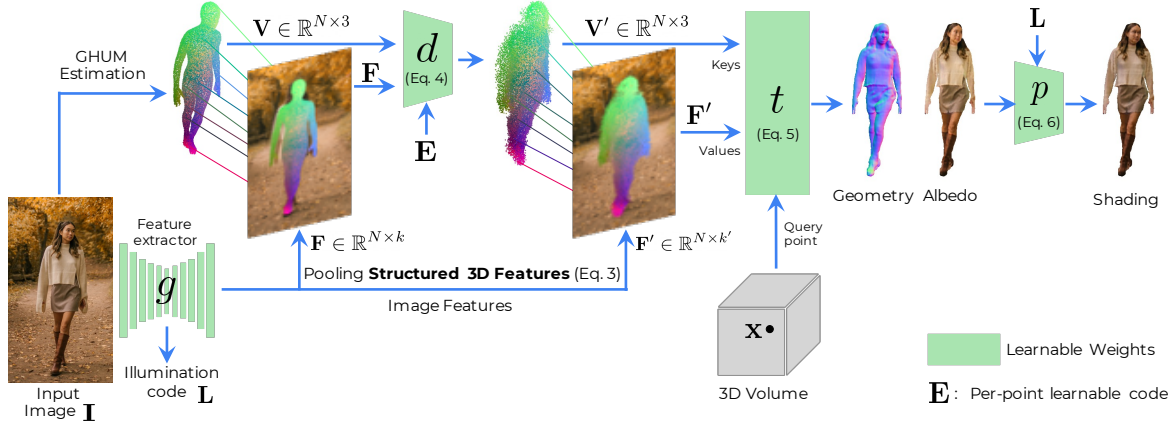 GHUM
Estimation
V ∈ ℝ^{N×3}
F
d
(Eq. 4)
E
V′ ∈ ℝ^{N×3}
Keys
F′
Values
t
(Eq. 5)
Geometry Albedo
L
p
(Eq. 6)
Shading
Feature
extractor
g
F ∈ ℝ^{N×k}
F′ ∈ ℝ^{N×k′}
Pooling Structured 3D Features (Eq. 3)
Image Features
Query
point
x
3D Volume
Illumination
code L
Input
Image I
Learnable Weights
E : Per-point learnable code